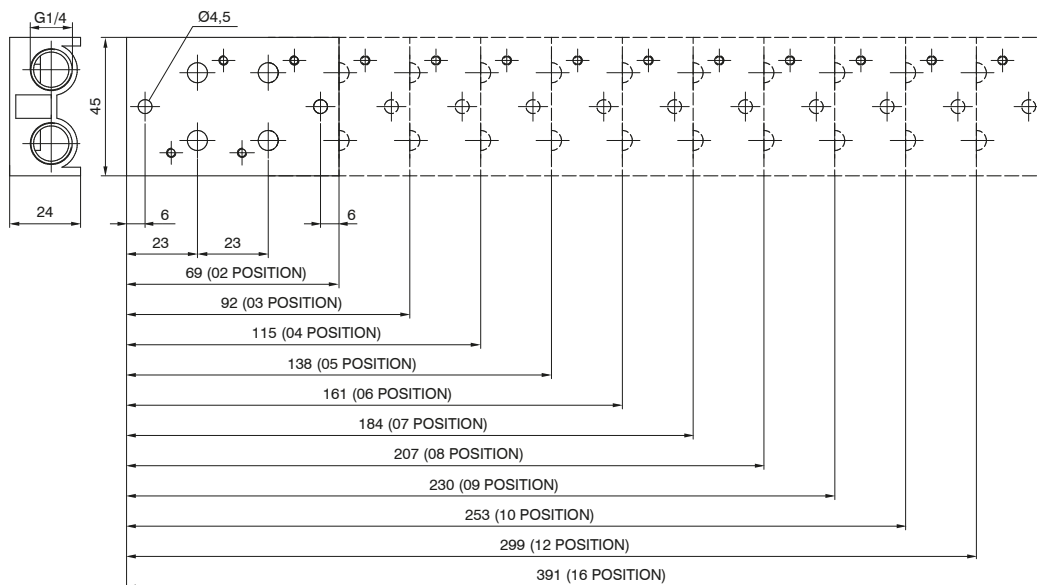 G1/4
Ø4,5
45
24
6
6
23
23
69 (02 POSITION)
92 (03 POSITION)
115 (04 POSITION)
138 (05 POSITION)
161 (06 POSITION)
184 (07 POSITION)
207 (08 POSITION)
230 (09 POSITION)
253 (10 POSITION)
299 (12 POSITION)
391 (16 POSITION)